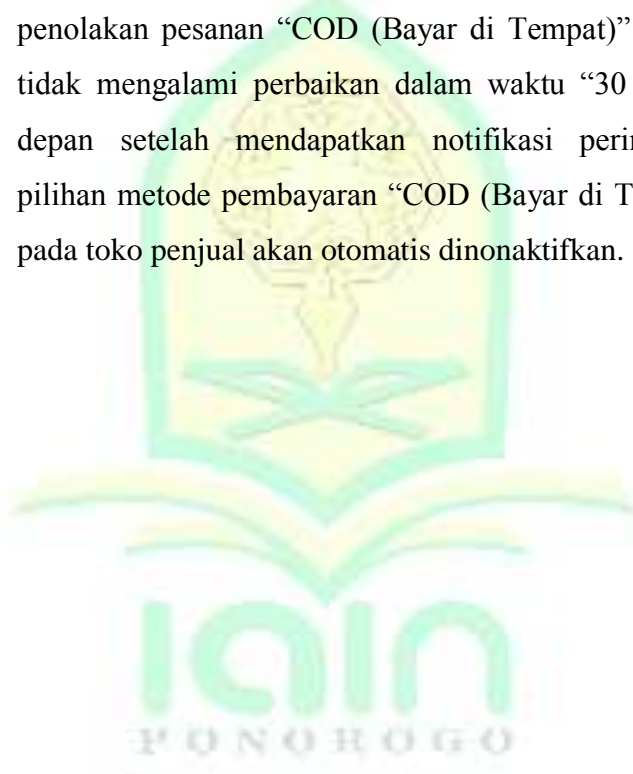 penolakan pesanan “COD (Bayar di Tempat)”
tidak mengalami perbaikan dalam waktu “30
depan setelah mendapatkan notifikasi perin
pilihan metode pembayaran “COD (Bayar di T
pada toko penjual akan otomatis dinonaktifkan.
iain
PONOROGO